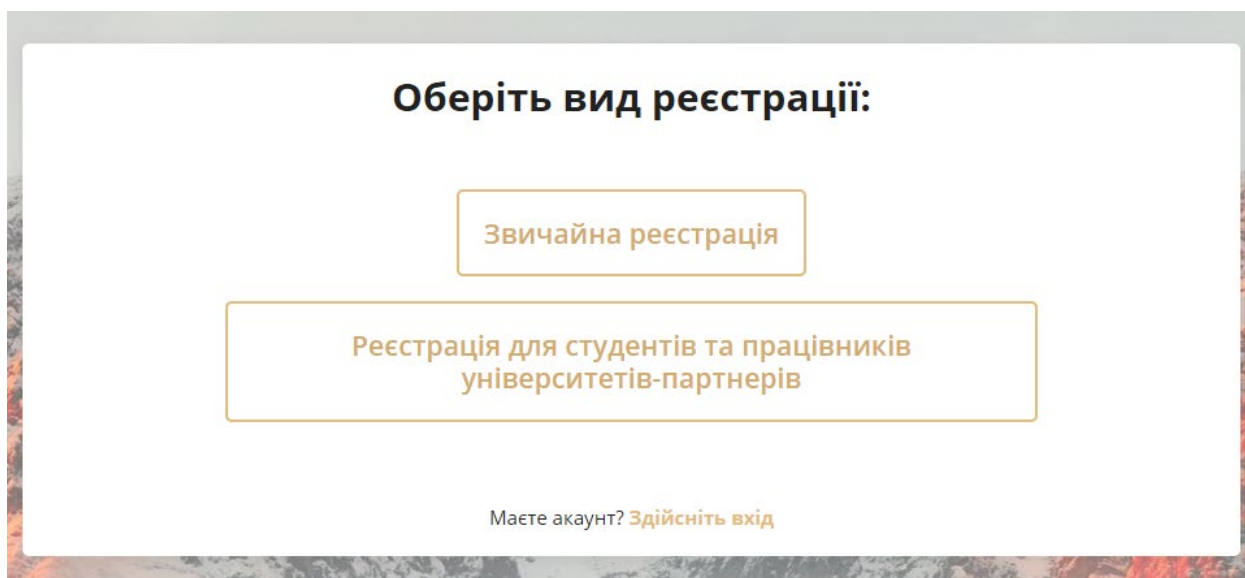 Оберіть вид реєстрації:
Звичайна реєстрація
Реєстрація для студентів та працівників
університетів-партнерів
Маєте акаунт? Здійсніть вхід